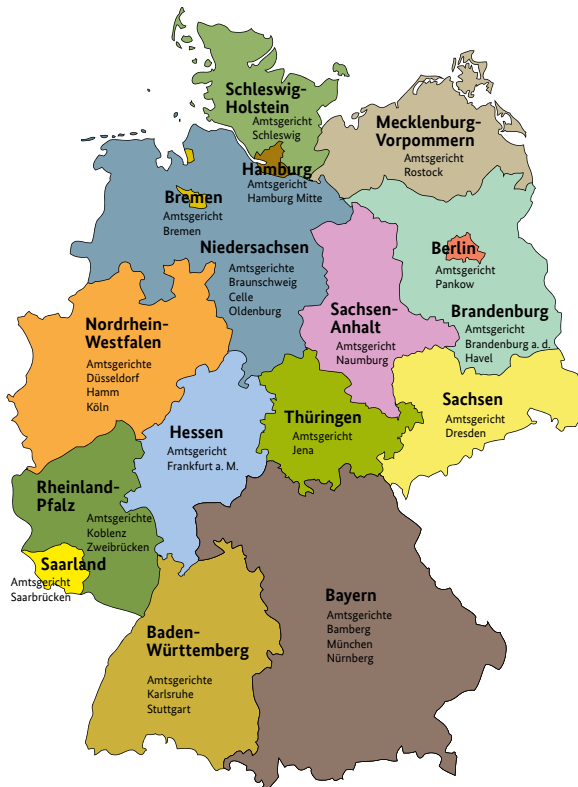 Schleswig-
Holstein
Amtsgericht
Schleswig
Mecklenburg-
Vorpommern
Amtsgericht
Rostock
Hamburg
Amtsgericht
Hamburg Mitte
Bremen
Amtsgericht
Bremen
Niedersachsen
Amtsgerichte
Braunschweig
Celle
Oldenburg
Berlin
Amtsgericht
Pankow
Brandenburg
Amtsgericht
Brandenburg a. d.
Havel
Sachsen-
Anhalt
Amtsgericht
Naumburg
Nordrhein-
Westfalen
Amtsgerichte
Düsseldorf
Hamm
Köln
Sachsen
Amtsgericht
Dresden
Thüringen
Amtsgericht
Jena
Hessen
Amtsgericht
Frankfurt a. M.
Rheinland-
Pfalz
Amtsgerichte
Koblenz
Zweibrücken
Saarland
Amtsgericht
Saarbrücken
Bayern
Amtsgerichte
Bamberg
München
Nürnberg
Baden-
Württemberg
Amtsgerichte
Karlsruhe
Stuttgart